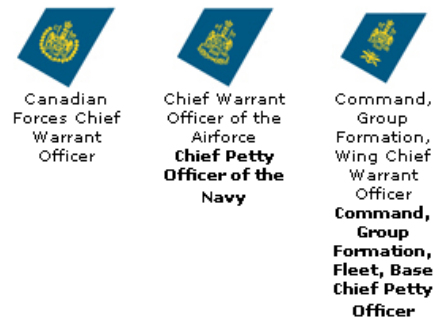 Canadian
Forces Chief
Warrant
Officer
Chief Warrant
Officer of the
Airforce
Chief Petty
Officer of the
Navy
Command,
Group
Formation,
Wing Chief
Warrant
Officer
Command,
Group
Formation,
Fleet, Base
Chief Petty
Officer